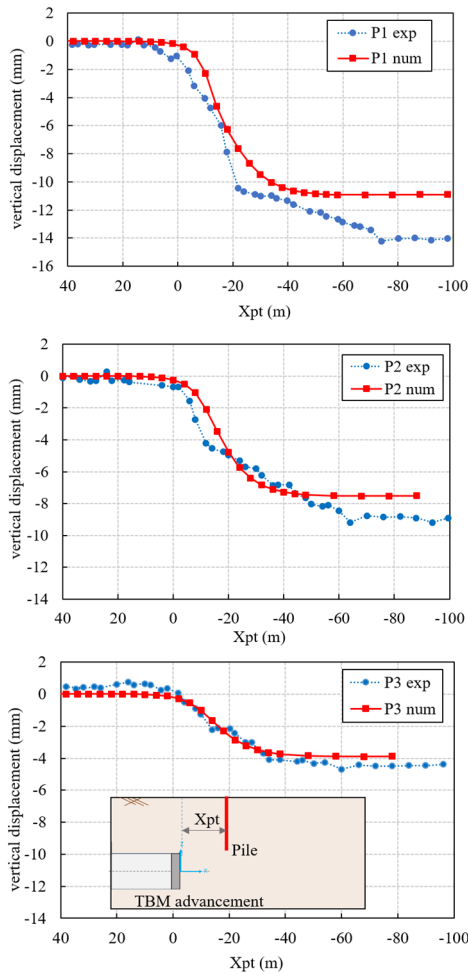 2
0
-2
-4
-6
-8
-10
-12
-14
-16
vertical displacement (mm)
P1 exp
P1 num
40 20 0 -20 -40 -60 -80 -100
Xpt (m)
2
0
-2
-4
-6
-8
-10
-12
-14
vertical displacement (mm)
P2 exp
P2 num
40 20 0 -20 -40 -60 -80 -100
Xpt (m)
2
0
-2
-4
-6
-8
-10
-12
-14
vertical displacement (mm)
P3 exp
P3 num
Xpt
Pile
TBM advancement
40 20 0 -20 -40 -60 -80 -100
Xpt (m)